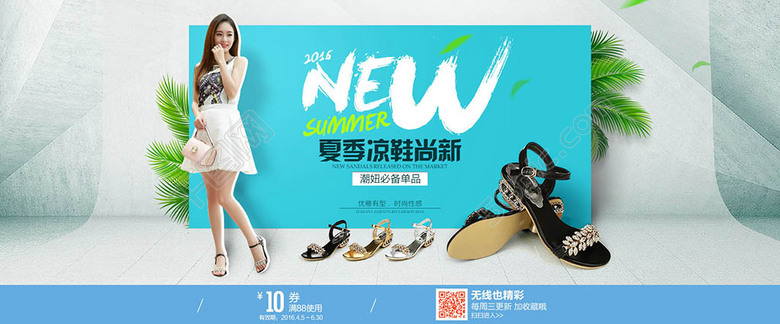 2016
NEW
SUMMER
夏季凉鞋尚新
NEW SANDALS RELEASED ON THE MARKET
潮妞必备单品
优雅有型，时尚性感
¥10券
满88使用
有效期：2016.4.5～6.30
无线也精彩
每周三更新 加收藏哦
扫扫进入>>